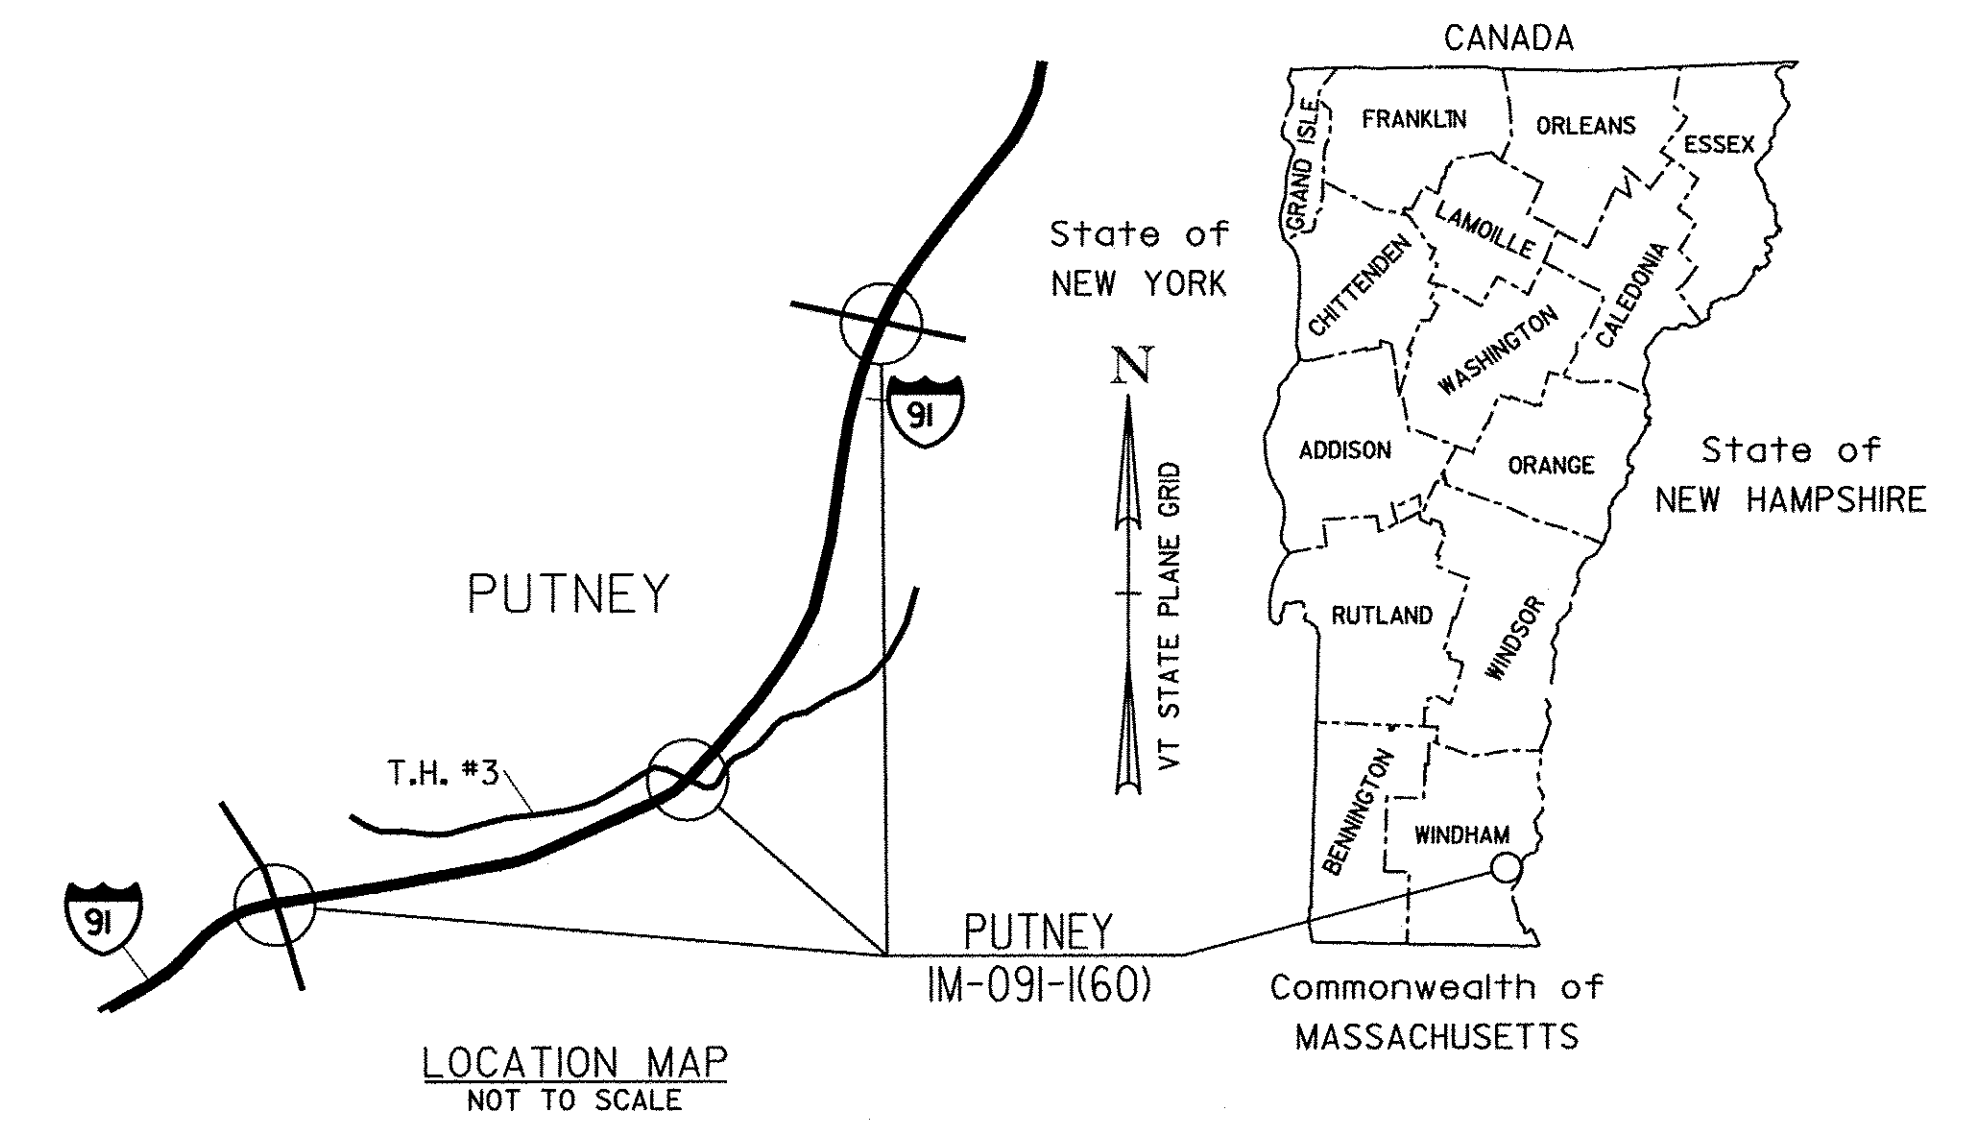 CANADA
GRAND ISLE
FRANKLIN
ORLEANS
ESSEX
State of
NEW YORK
LAMOILLE
CHITTENDEN
CALEDONIA
WASHINGTON
N
91
ADDISON
ORANGE
State of
NEW HAMPSHIRE
VT STATE PLANE GRID
PUTNEY
RUTLAND
WINDSOR
T.H. #3
BENNINGTON
WINDHAM
91
PUTNEY
IM-091-1(60)
Commonwealth of
MASSACHUSETTS
LOCATION MAP
NOT TO SCALE